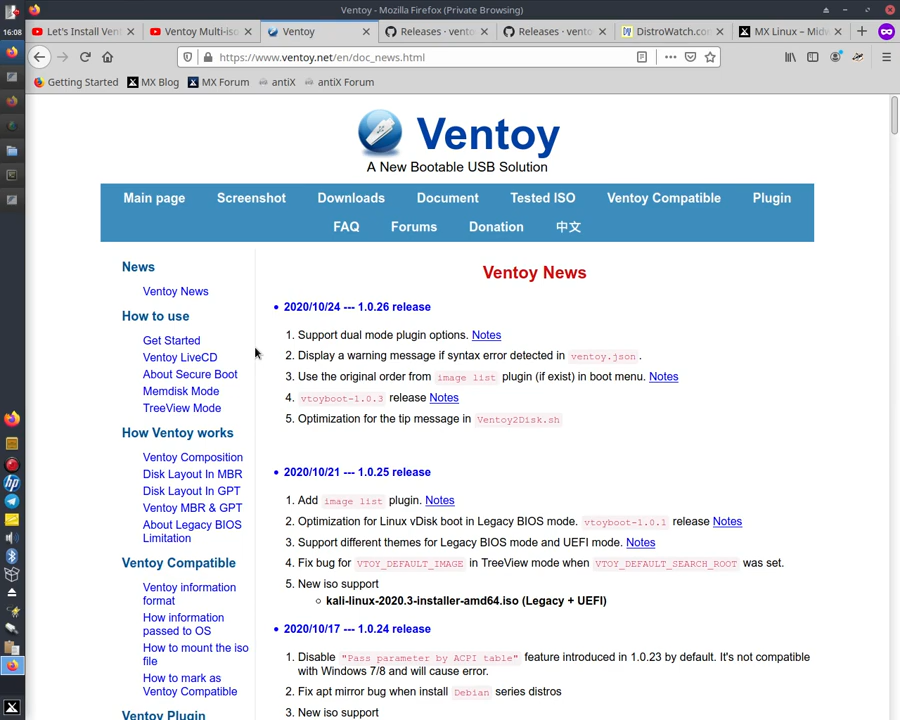 Ventoy - Mozilla Firefox (Private Browsing)
16:08
Let's Install Vent
Ventoy Multi-iso
Ventoy
Releases · vento
Releases · vento
DistroWatch.com
MX Linux – Mid
https://www.ventoy.net/en/doc_news.html
Getting Started
MX Blog
MX Forum
antiX
antiX Forum
Ventoy
A New Bootable USB Solution
Main page
Screenshot
Downloads
Document
Tested ISO
Ventoy Compatible
Plugin
FAQ
Forums
Donation
中文
News
Ventoy News
How to use
Get Started
Ventoy LiveCD
About Secure Boot
Memdisk Mode
TreeView Mode
How Ventoy works
Ventoy Composition
Disk Layout In MBR
Disk Layout In GPT
Ventoy MBR & GPT
About Legacy BIOS
Limitation
Ventoy Compatible
Ventoy information
format
How information
passed to OS
How to mount the iso
file
How to mark as
Ventoy Compatible
Ventoy Plugin
Ventoy News
2020/10/24 --- 1.0.26 release
1. Support dual mode plugin options. Notes
2. Display a warning message if syntax error detected in ventoy.json .
3. Use the original order from image list plugin (if exist) in boot menu. Notes
4. vtoyboot-1.0.3 release Notes
5. Optimization for the tip message in Ventoy2Disk.sh
2020/10/21 --- 1.0.25 release
1. Add image list plugin. Notes
2. Optimization for Linux vDisk boot in Legacy BIOS mode. vtoyboot-1.0.1 release Notes
3. Support different themes for Legacy BIOS mode and UEFI mode. Notes
4. Fix bug for VTOY_DEFAULT_IMAGE in TreeView mode when VTOY_DEFAULT_SEARCH_ROOT was set.
5. New iso support
kali-linux-2020.3-installer-amd64.iso (Legacy + UEFI)
2020/10/17 --- 1.0.24 release
1. Disable "Pass parameter by ACPI table" feature introduced in 1.0.23 by default. It's not compatible
with Windows 7/8 and will cause error.
2. Fix apt mirror bug when install Debian series distros
3. New iso support